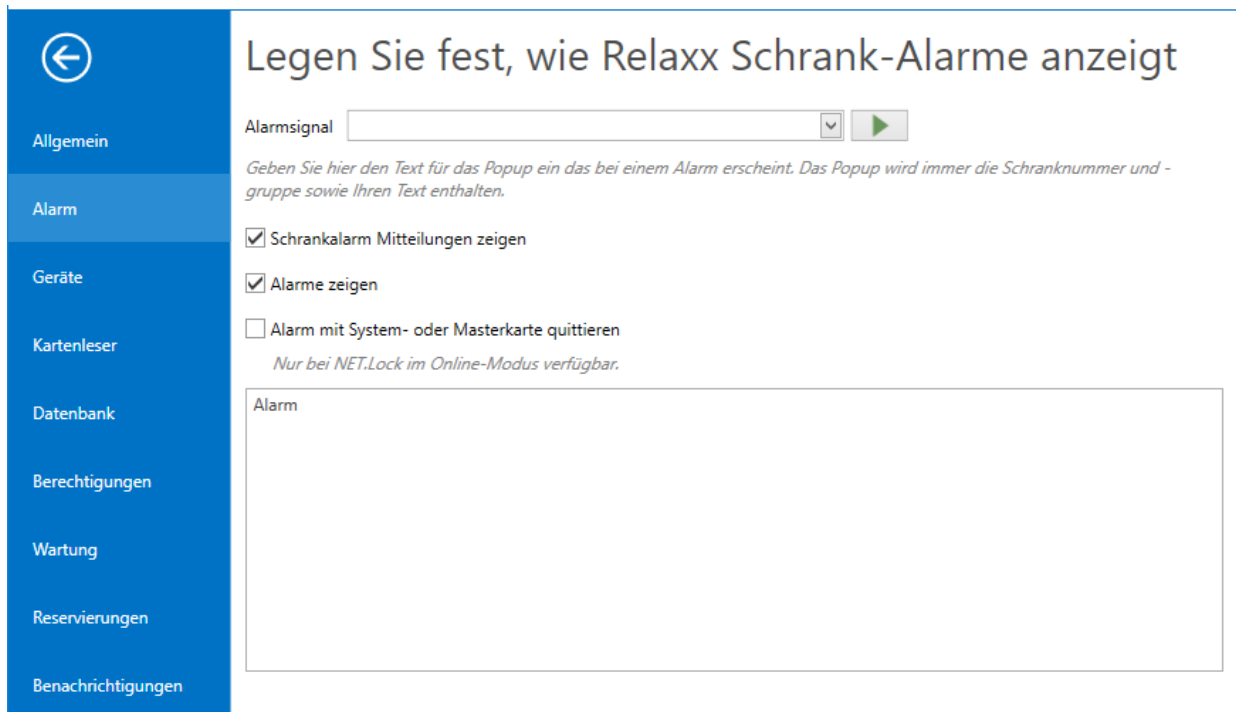 Legen Sie fest, wie Relaxx Schrank-Alarme anzeigt
Allgemein
Alarm
Geräte
Kartenleser
Datenbank
Berechtigungen
Wartung
Reservierungen
Benachrichtigungen
Alarmsignal
Geben Sie hier den Text für das Popup ein das bei einem Alarm erscheint. Das Popup wird immer die Schranknummer und -
gruppe sowie Ihren Text enthalten.
Schrankalarm Mitteilungen zeigen
Alarme zeigen
Alarm mit System- oder Masterkarte quittieren
Nur bei NET.Lock im Online-Modus verfügbar.
Alarm